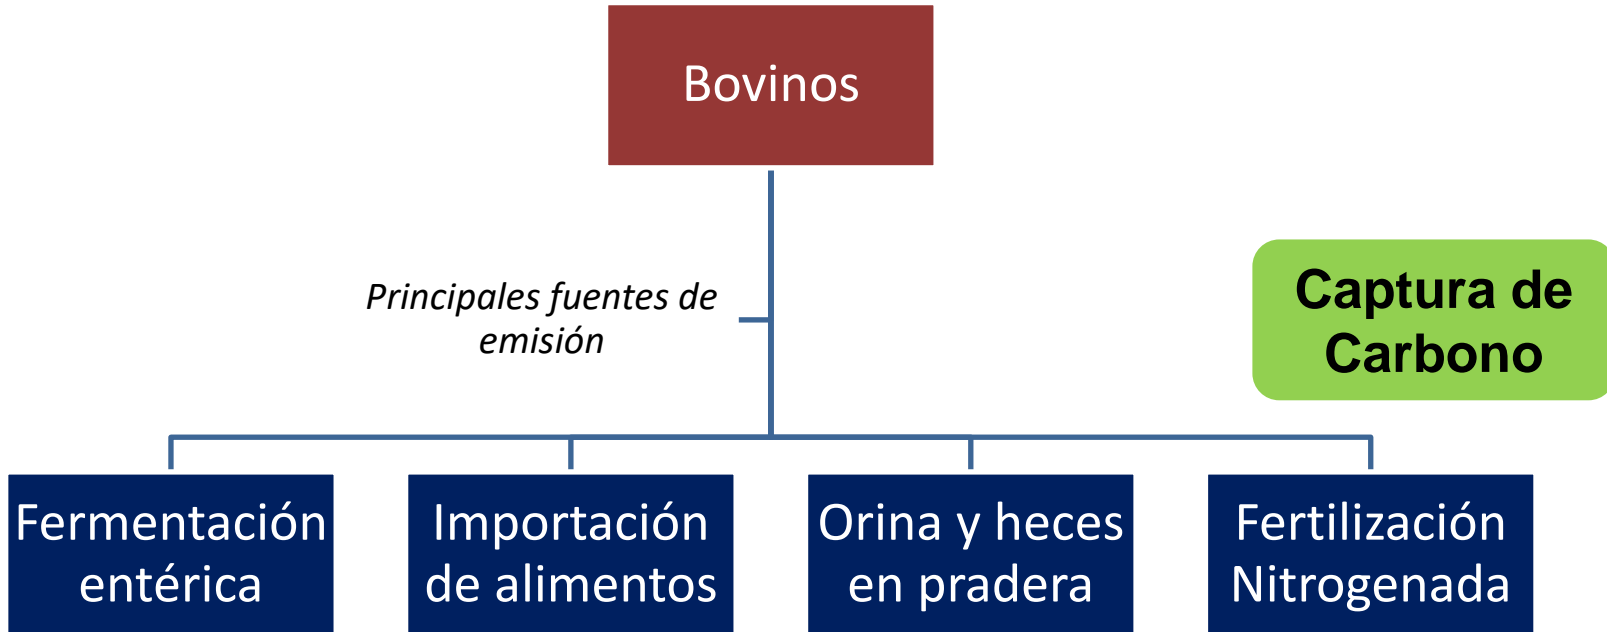 Bovinos
Principales fuentes de
emisión
Captura de
Carbono
Fermentación
entérica
Importación
de alimentos
Orina y heces
en pradera
Fertilización
Nitrogenada